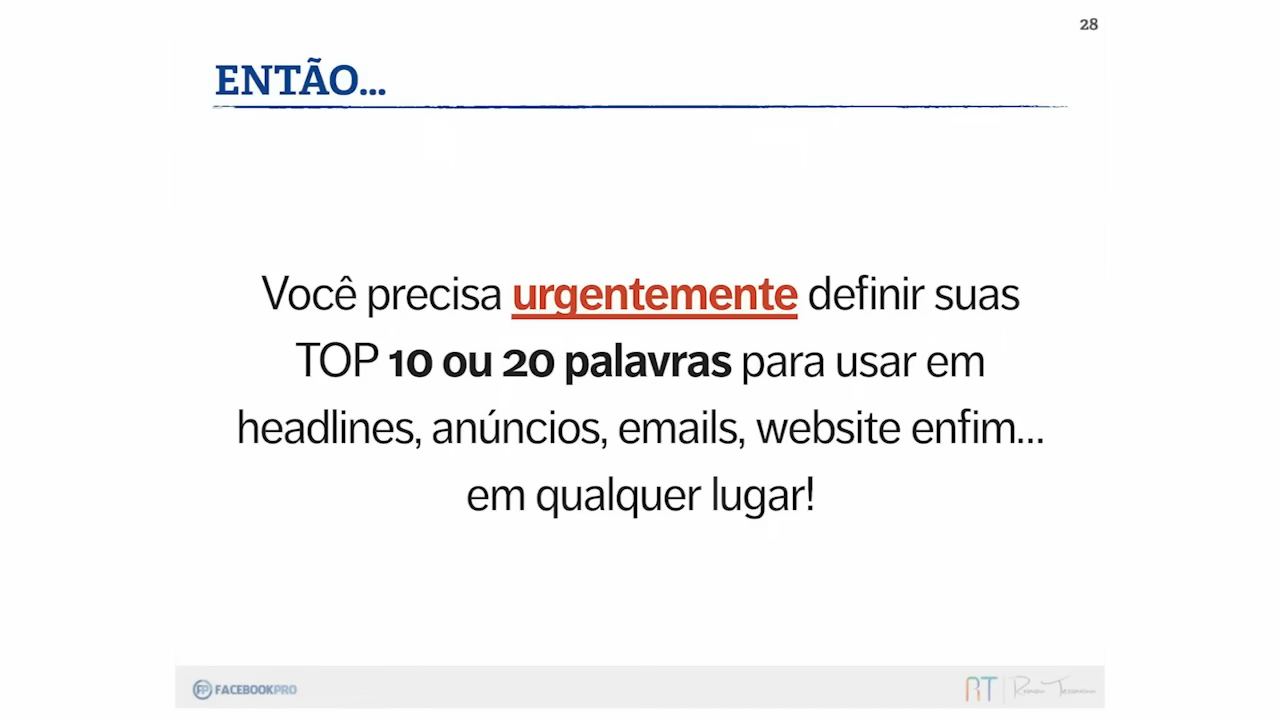 28
ENTÃO...
Você precisa urgentemente definir suas
TOP 10 ou 20 palavras para usar em
headlines, anúncios, emails, website enfim...
em qualquer lugar!
FP FACEBOOKPRO
RT